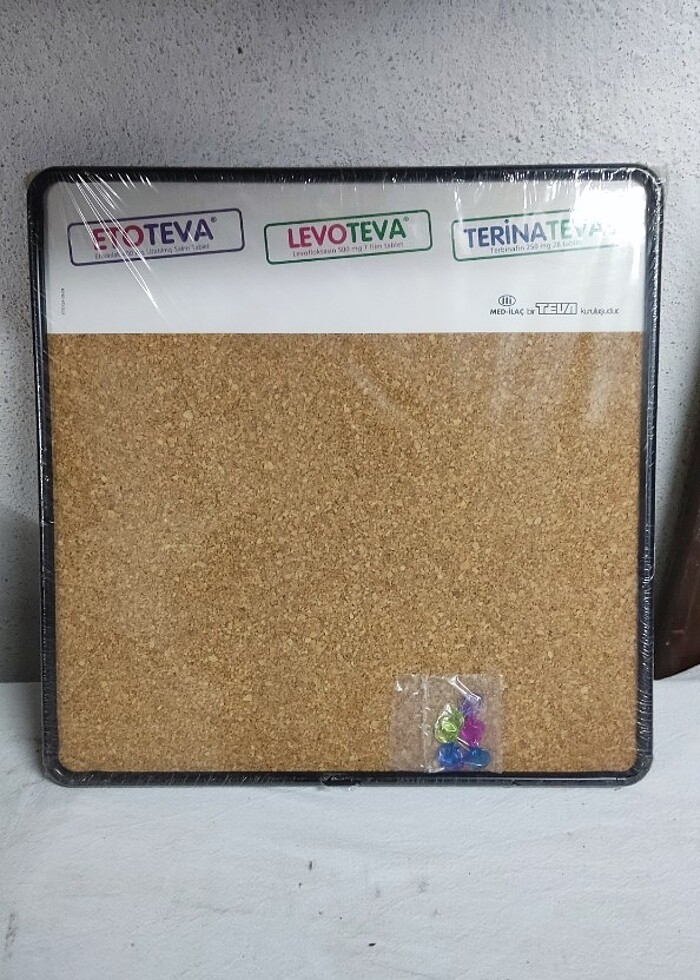 ETOTEVA®
LEVOTEVA®
Levofloksasin 500 mg 7 film tablet
TERİNATEVA
Terbinafin 250 mg 28 tablet
MED-İLAÇ bir TEVA kuruluşudur.